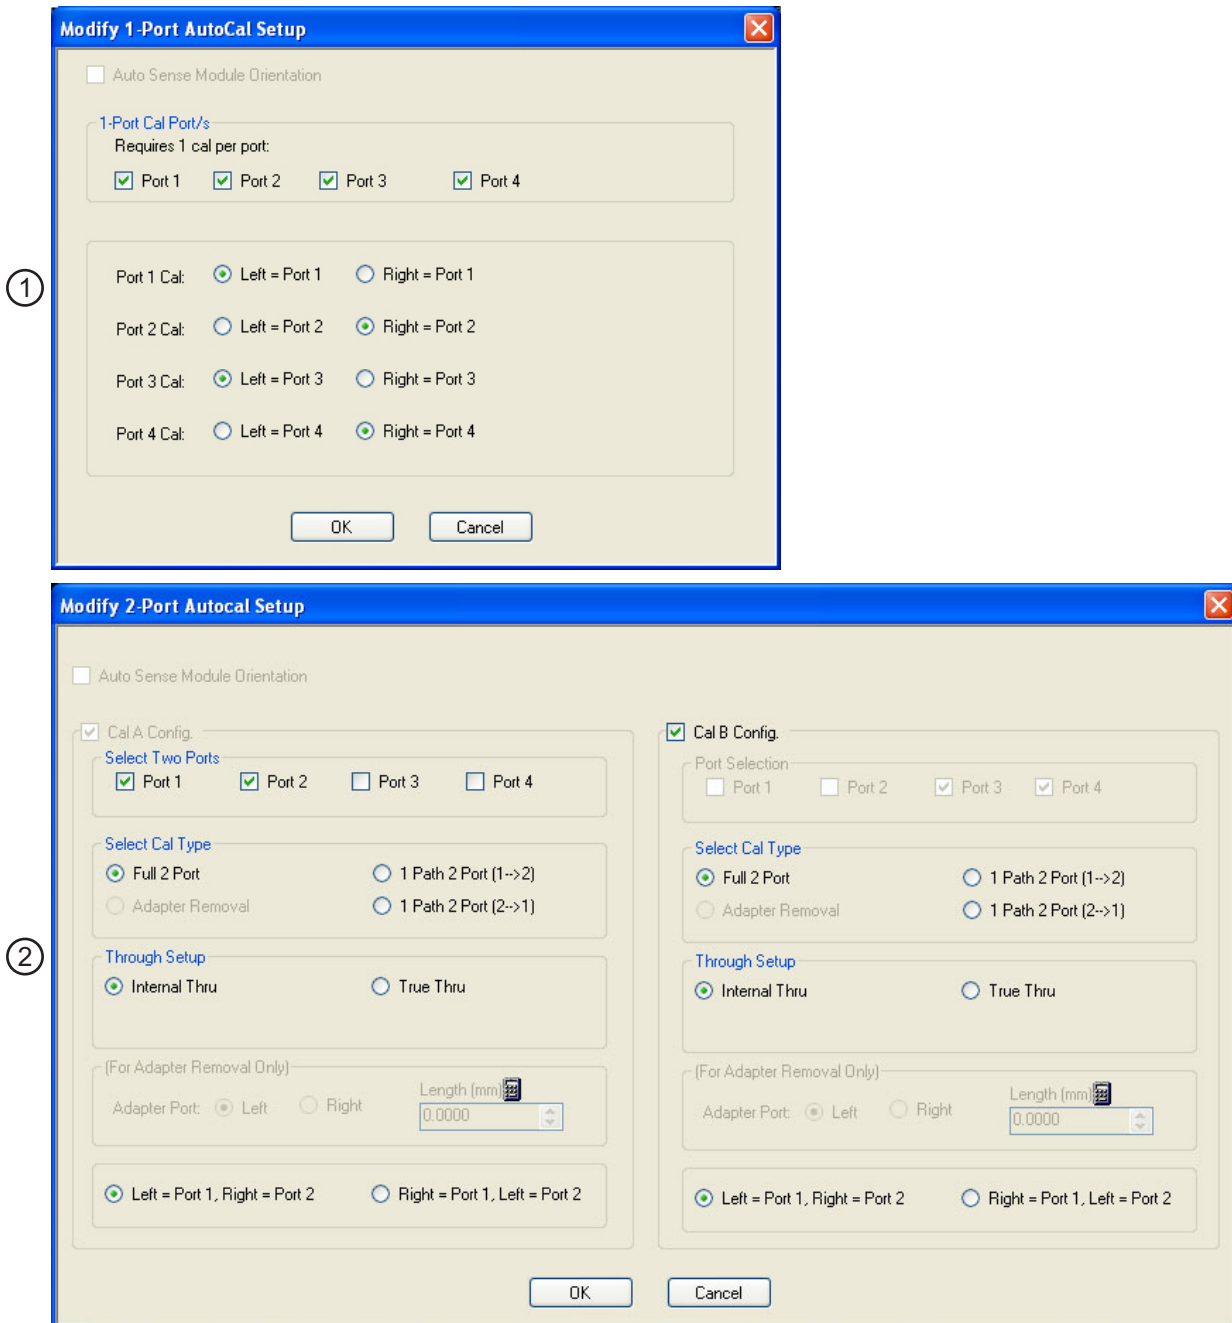 Modify 1-Port AutoCal Setup
Auto Sense Module Orientation
1-Port Cal Port/s
Requires 1 cal per port:
Port 1 Port 2 Port 3 Port 4
1
Port 1 Cal: Left = Port 1 Right = Port 1
Port 2 Cal: Left = Port 2 Right = Port 2
Port 3 Cal: Left = Port 3 Right = Port 3
Port 4 Cal: Left = Port 4 Right = Port 4
OK Cancel
Modify 2-Port Autocal Setup
Auto Sense Module Orientation
2
Cal A Config.
Select Two Ports
Port 1 Port 2 Port 3 Port 4
Select Cal Type
Full 2 Port 1 Path 2 Port (1-->2)
Adapter Removal 1 Path 2 Port (2-->1)
Through Setup
Internal Thru True Thru
(For Adapter Removal Only)
Adapter Port: Left Right Length (mm)
0.0000
Left = Port 1, Right = Port 2 Right = Port 1, Left = Port 2
Cal B Config.
Port Selection
Port 1 Port 2 Port 3 Port 4
Select Cal Type
Full 2 Port 1 Path 2 Port (1-->2)
Adapter Removal 1 Path 2 Port (2-->1)
Through Setup
Internal Thru True Thru
(For Adapter Removal Only)
Adapter Port: Left Right Length (mm)
0.0000
Left = Port 1, Right = Port 2 Right = Port 1, Left = Port 2
OK Cancel